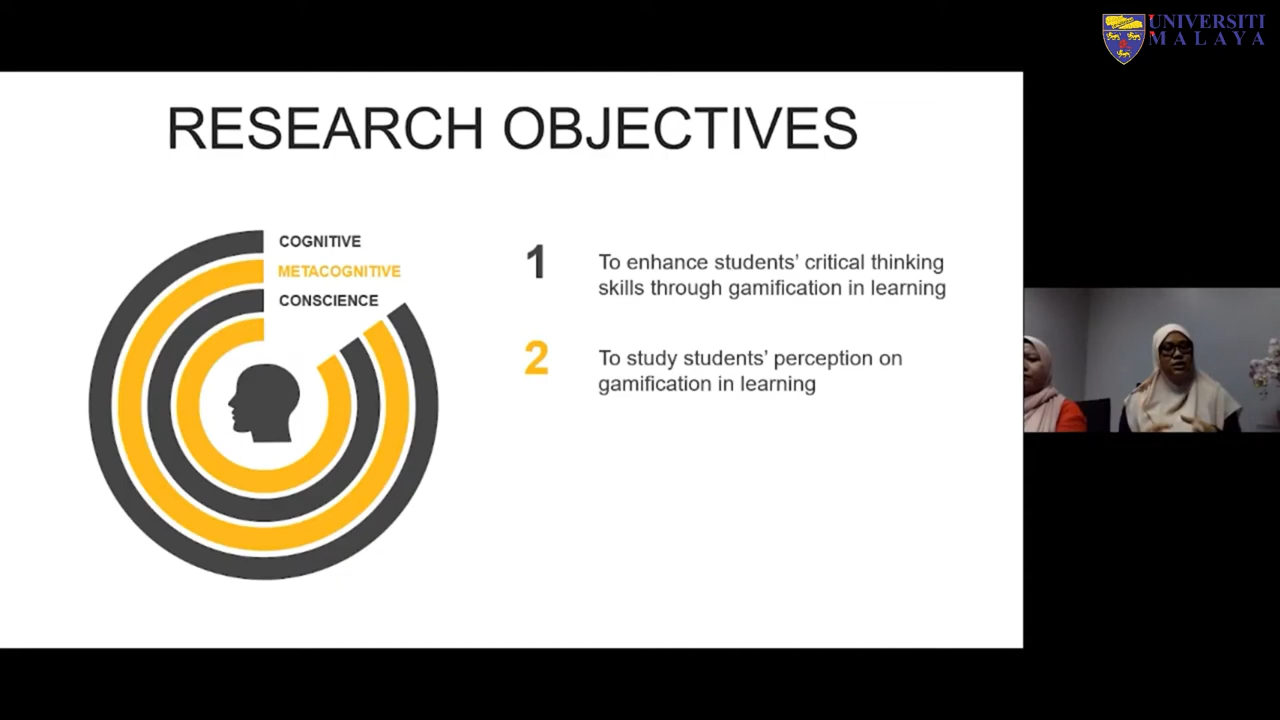 UNIVERSITI
MALAYA
RESEARCH OBJECTIVES
COGNITIVE
METACOGNITIVE
CONSCIENCE
1
To enhance students’ critical thinking
skills through gamification in learning
2
To study students’ perception on
gamification in learning